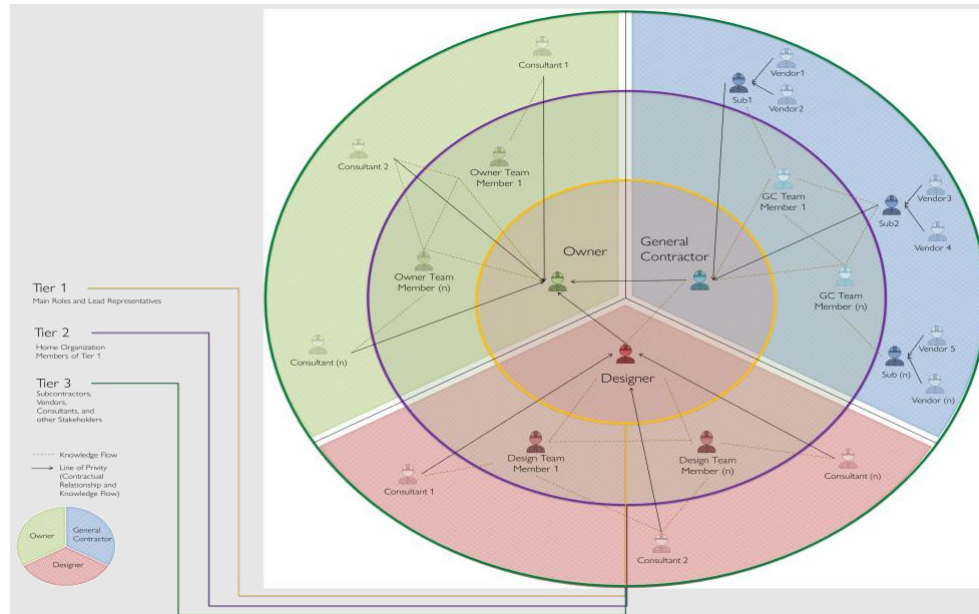 Consultant 1
Vendor1
Sub1
Vendor2
Consultant 2
Owner Team
Member 1
GC Team
Member 1
Vendor3
Sub2
Vendor 4
Owner
General
Contractor
Owner Team
Member (n)
GC Team
Member (n)
Consultant (n)
Vendor 5
Sub (n)
Vendor (n)
Designer
Design Team
Member 1
Design Team
Member (n)
Consultant 1
Consultant (n)
Consultant 2
Tier 1
Main Roles and Lead Representatives
Tier 2
Home Organization
Members of Tier 1
Tier 3
Subcontractors,
Vendors,
Consultants, and
other Stakeholders
Knowledge Flow
Line of Privity
(Contractual
Relationship and
Knowledge Flow)
Owner
General
Contractor
Designer